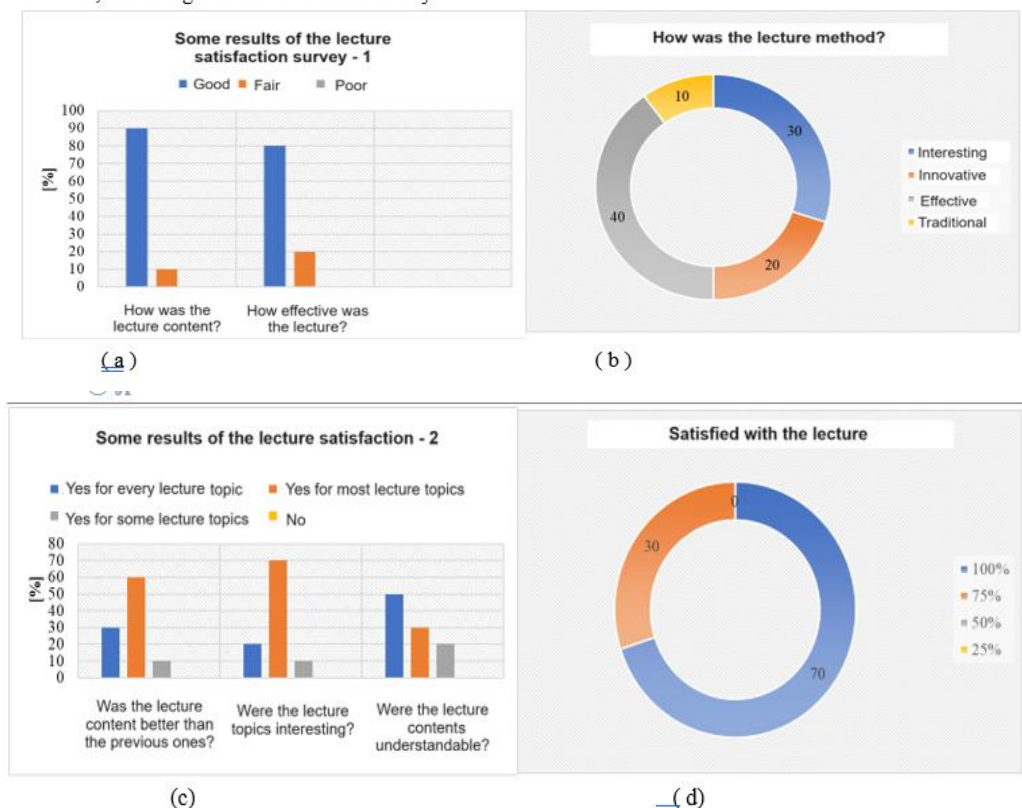 Some results of the lecture
satisfaction survey - 1
Good Fair Poor
100
90
80
70
60
50
40
30
20
10
0
[%]
How was the
lecture content?
How effective was
the lecture?
( a )
How was the lecture method?
10
30
40
20
Interesting
Innovative
Effective
Traditional
( b )
Some results of the lecture satisfaction - 2
Yes for every lecture topic Yes for most lecture topics
Yes for some lecture topics No
80
70
60
50
40
30
20
10
0
[%]
Was the lecture
content better than
the previous ones?
Were the lecture
topics interesting?
Were the lecture
contents
understandable?
(c)
Satisfied with the lecture
0
30
70
100%
75%
50%
25%
( d)